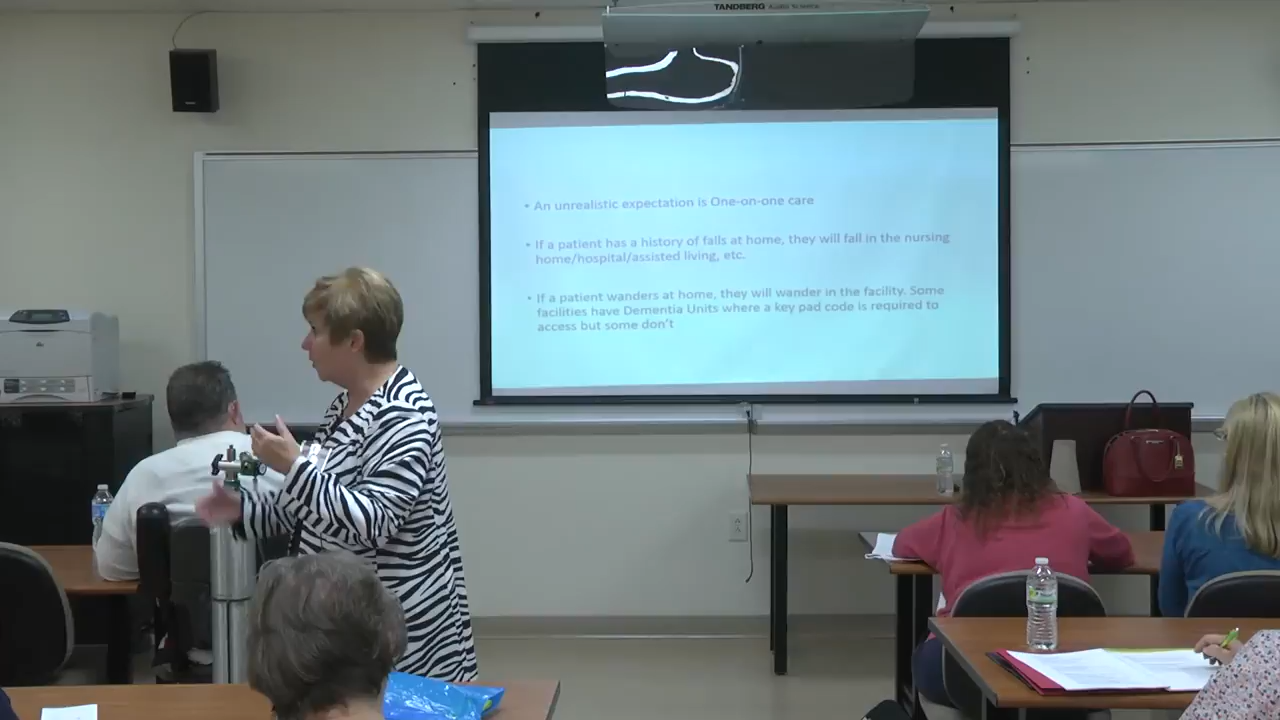 TANDBERG
• An unrealistic expectation is One-on-one care
• If a patient has a history of falls at home, they will fall in the nursing
home/hospital/assisted living, etc.
• If a patient wanders at home, they will wander in the facility. Some
facilities have Dementia Units where a key pad code is required to
access but some don't